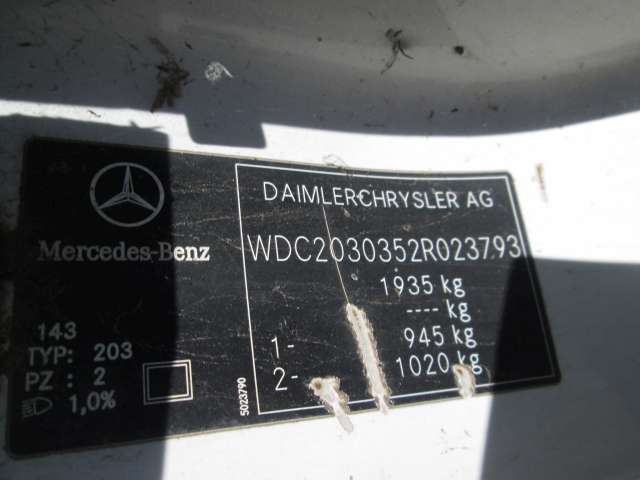 Mercedes-Benz
143
TYP: 203
PZ : 2
1,0%
5023790
DAIMLERCHRYSLER AG
WDC2030352R023793
1935 kg
---- kg
1- 945 kg
2- 1020 kg